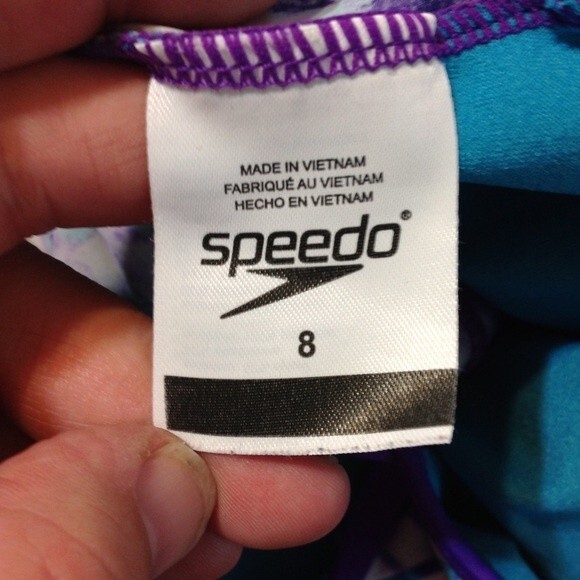 MADE IN VIETNAM
FABRIQUÉ AU VIETNAM
HECHO EN VIETNAM
speedo®
8